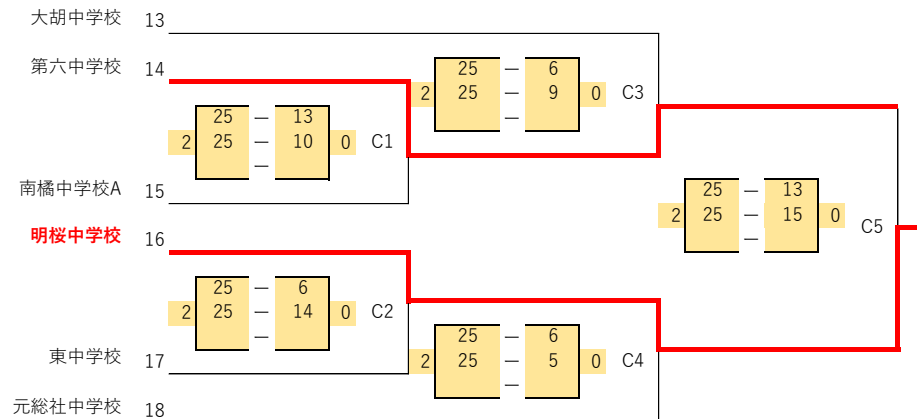 大胡中学校 13
第六中学校 14
25 — 6
2 25 — 9 0 C3
—
25 — 13
2 25 — 10 0 C1
—
南橘中学校A 15
25 — 13
2 25 — 15 0 C5
—
明桜中学校 16
25 — 6
2 25 — 14 0 C2
—
25 — 6
2 25 — 5 0 C4
—
東中学校 17
元総社中学校 18